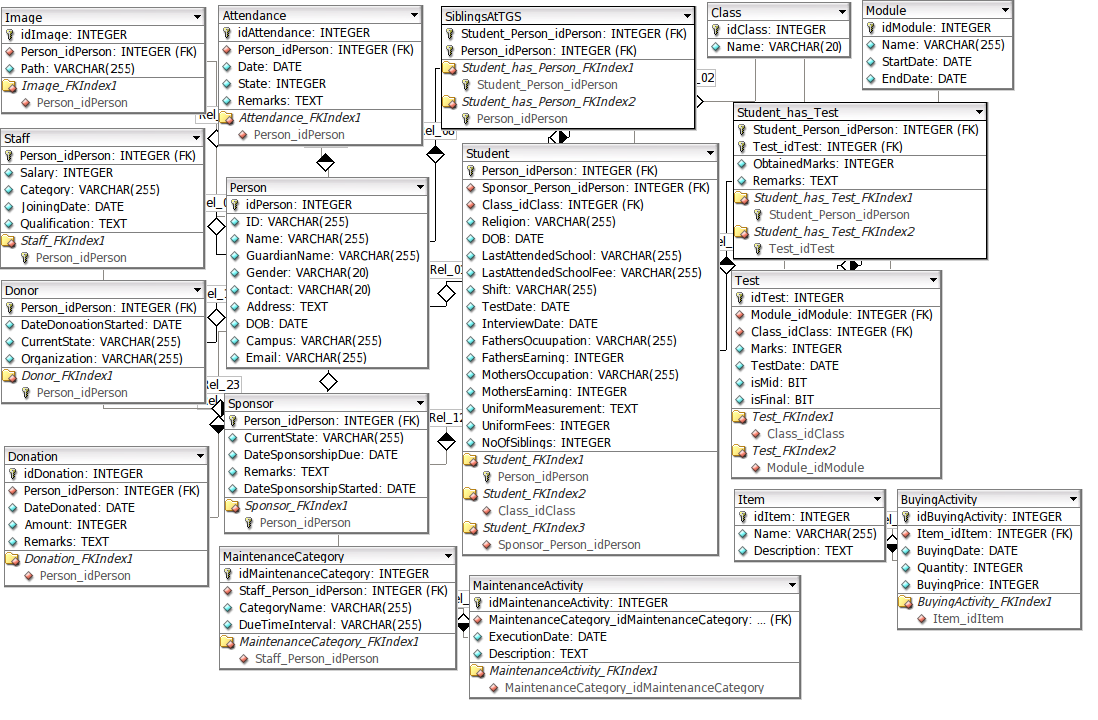 Image
idImage: INTEGER
Person_idPerson: INTEGER (FK)
Path: VARCHAR(255)
Image_FKIndex1
Person_idPerson
Attendance
idAttendance: INTEGER
Person_idPerson: INTEGER (FK)
Date: DATE
State: INTEGER
Remarks: TEXT
Attendance_FKIndex1
Person_idPerson
SiblingsAtTGS
Student_Person_idPerson: INTEGER (FK)
Person_idPerson: INTEGER (FK)
Student_has_Person_FKIndex1
Student_Person_idPerson
Student_has_Person_FKIndex2
Person_idPerson
Class
idClass: INTEGER
Name: VARCHAR(20)
Module
idModule: INTEGER
Name: VARCHAR(255)
StartDate: DATE
EndDate: DATE
_02
Student_has_Test
Student_Person_idPerson: INTEGER (FK)
Test_idTest: INTEGER (FK)
ObtainedMarks: INTEGER
Remarks: TEXT
Student_has_Test_FKIndex1
Student_Person_idPerson
Student_has_Test_FKIndex2
Test_idTest
Staff
Person_idPerson: INTEGER (FK)
Salary: INTEGER
Category: VARCHAR(255)
JoiningDate: DATE
Qualification: TEXT
Staff_FKIndex1
Person_idPerson
Person
idPerson: INTEGER
ID: VARCHAR(255)
Name: VARCHAR(255)
GuardianName: VARCHAR(255)
Gender: VARCHAR(20)
Contact: VARCHAR(20)
Address: TEXT
DOB: DATE
Campus: VARCHAR(255)
Email: VARCHAR(255)
Student
Person_idPerson: INTEGER (FK)
Sponsor_Person_idPerson: INTEGER (FK)
Class_idClass: INTEGER (FK)
Religion: VARCHAR(255)
DOB: DATE
LastAttendedSchool: VARCHAR(255)
LastAttendedSchoolFee: VARCHAR(255)
Shift: VARCHAR(255)
TestDate: DATE
InterviewDate: DATE
FathersOcuupation: VARCHAR(255)
FathersEarning: INTEGER
MothersOccupation: VARCHAR(255)
MothersEarning: INTEGER
UniformMeasurement: TEXT
UniformFees: INTEGER
NoOfSiblings: INTEGER
Student_FKIndex1
Person_idPerson
Student_FKIndex2
Class_idClass
Student_FKIndex3
Sponsor_Person_idPerson
Test
idTest: INTEGER
Module_idModule: INTEGER (FK)
Class_idClass: INTEGER (FK)
Marks: INTEGER
TestDate: DATE
isMid: BIT
isFinal: BIT
Test_FKIndex1
Class_idClass
Test_FKIndex2
Module_idModule
Donor
Person_idPerson: INTEGER (FK)
DateDonoationStarted: DATE
CurrentState: VARCHAR(255)
Organization: VARCHAR(255)
Donor_FKIndex1
Person_idPerson
Rel_23
Sponsor
Person_idPerson: INTEGER (FK)
CurrentState: VARCHAR(255)
DateSponsorshipDue: DATE
Remarks: TEXT
DateSponsorshipStarted: DATE
Sponsor_FKIndex1
Person_idPerson
Rel_12
Donation
idDonation: INTEGER
Person_idPerson: INTEGER (FK)
DateDonated: DATE
Amount: INTEGER
Remarks: TEXT
Donation_FKIndex1
Person_idPerson
Item
idItem: INTEGER
Name: VARCHAR(255)
Description: TEXT
BuyingActivity
idBuyingActivity: INTEGER
Item_idItem: INTEGER (FK)
BuyingDate: DATE
Quantity: INTEGER
BuyingPrice: INTEGER
BuyingActivity_FKIndex1
Item_idItem
MaintenanceCategory
idMaintenanceCategory: INTEGER
Staff_Person_idPerson: INTEGER (FK)
CategoryName: VARCHAR(255)
DueTimeInterval: VARCHAR(255)
MaintenanceCategory_FKIndex1
Staff_Person_idPerson
MaintenanceActivity
idMaintenanceActivity: INTEGER
MaintenanceCategory_idMaintenanceCategory: ... (FK)
ExecutionDate: DATE
Description: TEXT
MaintenanceActivity_FKIndex1
MaintenanceCategory_idMaintenanceCategory